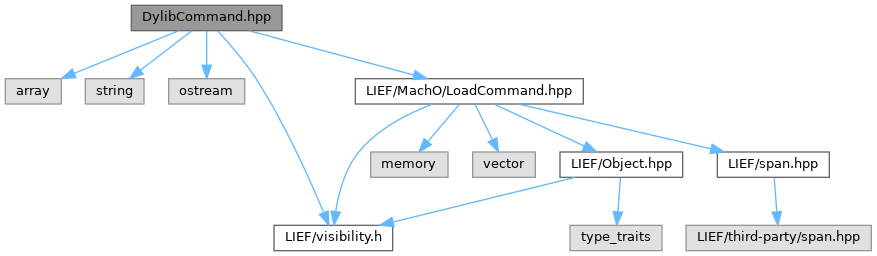 DylibCommand.hpp
array
string
ostream
LIEF/MachO/LoadCommand.hpp
memory
vector
LIEF/Object.hpp
LIEF/span.hpp
LIEF/visibility.h
type_traits
LIEF/third-party/span.hpp